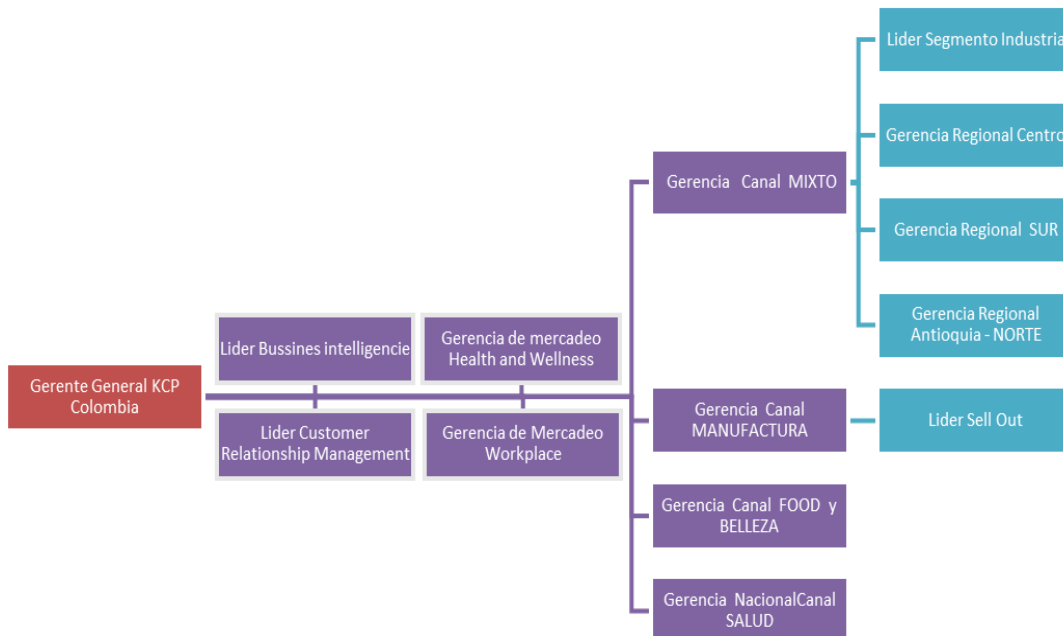 Gerente General KCP
Colombia
Lider Bussines intelligencie
Gerencia de mercadeo
Health and Wellness
Lider Customer
Relationship Management
Gerencia de Mercadeo
Workplace
Gerencia Canal MIXTO
Lider Segmento Industria
Gerencia Regional Centro
Gerencia Regional SUR
Gerencia Regional
Antioquia - NORTE
Gerencia Canal
MANUFACTURA
Lider Sell Out
Gerencia Canal FOOD y
BELLEZA
Gerencia NacionalCanal
SALUD